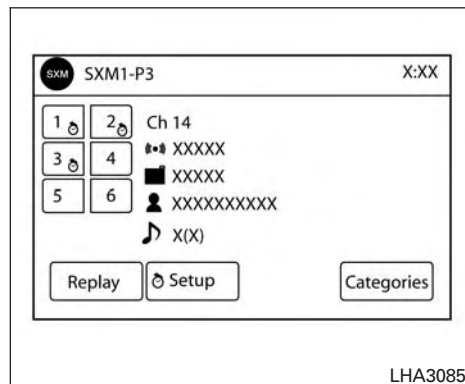 SXM SXM1-P3 X:XX
1 2 Ch 14
XXXXX
3 4
XXXXX
5 6
XXXXXXXXXX
X(X)
Replay Setup Categories
LHA3085